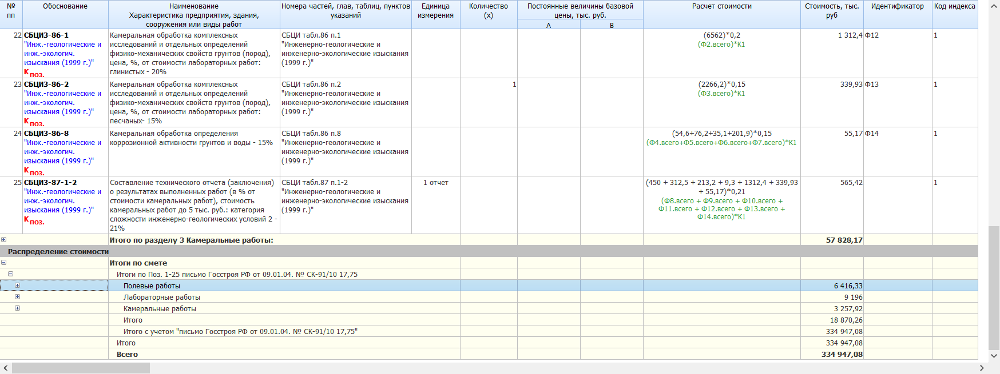 № пп
Обоснование
Наименование
Характеристика предприятия, здания,
сооружения или виды работ
Номера частей, глав, таблиц, пунктов
указаний
Единица
измерения
Количество
(x)
Постоянные величины базовой
цены, тыс. руб.
А
В
Расчет стоимости
Стоимость, тыс.
руб
Идентификатор
Код индекса
22
СБЦИЗ-86-1
"Инж.-геологические и
инж.-экологич.
изыскания (1999 г.)"
К поз.
Камеральная обработка комплексных
исследований и отдельных определений
физико-механических свойств грунтов (пород),
цена, %, от стоимости лабораторных работ:
глинистых - 20%
СБЦИ табл.86 п.1
"Инженерно-геологические и
инженерно-экологические изыскания
(1999 г.)"
(6562)*0,2
(Ф2.всего)*К1
1 312,4
Ф12
1
23
СБЦИЗ-86-2
"Инж.-геологические и
инж.-экологич.
изыскания (1999 г.)"
К поз.
Камеральная обработка комплексных
исследований и отдельных определений
физико-механических свойств грунтов (пород),
цена, %, от стоимости лабораторных работ:
песчаных- 15%
СБЦИ табл.86 п.2
"Инженерно-геологические и
инженерно-экологические изыскания
(1999 г.)"
1
(2266,2)*0,15
(Ф3.всего)*К1
339,93
Ф13
1
24
СБЦИЗ-86-8
"Инж.-геологические и
инж.-экологич.
изыскания (1999 г.)"
К поз.
Камеральная обработка определения
коррозионной активности грунтов и воды - 15%
СБЦИ табл.86 п.8
"Инженерно-геологические и
инженерно-экологические изыскания
(1999 г.)"
(54,6+76,2+35,1+201,9)*0,15
(Ф4.всего+Ф5.всего+Ф6.всего+Ф7.всего)*К1
55,17
Ф14
1
25
СБЦИЗ-87-1-2
"Инж.-геологические и
инж.-экологич.
изыскания (1999 г.)"
К поз.
Составление технического отчета (заключения)
о результатах выполненных работ (в % от
стоимости камеральных работ), стоимость
камеральных работ до 5 тыс. руб.: категория
сложности инженерно-геологических условий 2 -
21%
СБЦИ табл.87 п.1-2
"Инженерно-геологические и
инженерно-экологические изыскания
(1999 г.)"
1 отчет
(450 + 312,5 + 213,2 + 9,3 + 1312,4 + 339,93
+ 55,17)*0,21
(Ф8.всего + Ф9.всего + Ф10.всего +
Ф11.всего + Ф12.всего + Ф13.всего +
Ф14.всего)*К1
565,42
1
Итого по разделу 3 Камеральные работы:
57 828,17
Распределение стоимости
Итоги по смете
Итоги по Поз. 1-25 письмо Госстроя РФ от 09.01.04. № СК-91/10 17,75
Полевые работы
6 416,33
Лабораторные работы
9 196
Камеральные работы
3 257,92
Итого
18 870,26
Итого с учетом "письмо Госстроя РФ от 09.01.04. № СК-91/10 17,75"
334 947,08
Итого
334 947,08
Всего
334 947,08